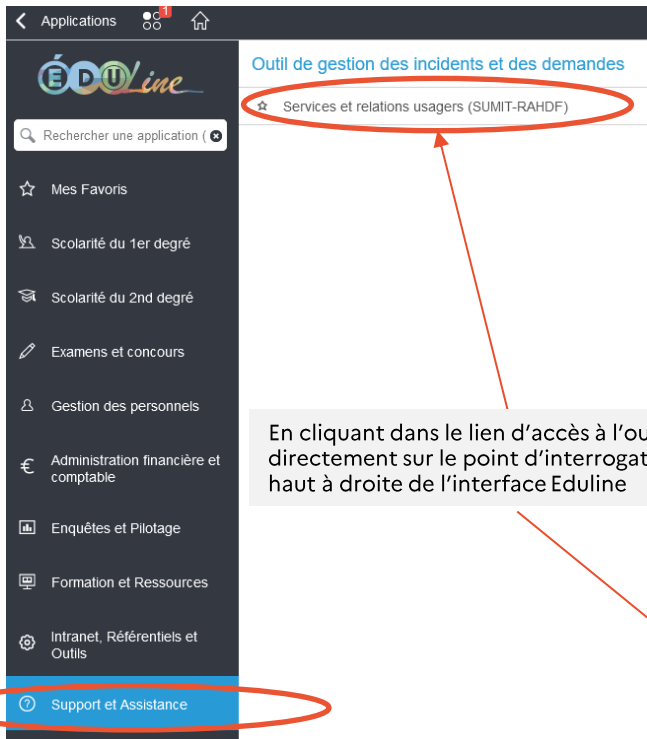 Applications
1
ÉDULine
Rechercher une application (
Mes Favoris
Scolarité du 1er degré
Scolarité du 2nd degré
Examens et concours
Gestion des personnels
Administration financière et
comptable
Enquêtes et Pilotage
Formation et Ressources
Intranet, Référentiels et
Outils
Support et Assistance
Outil de gestion des incidents et des demandes
Services et relations usagers (SUMIT-RAHDF)
En cliquant dans le lien d'accès à l'ou
directement sur le point d'interrogat
haut à droite de l'interface Eduline